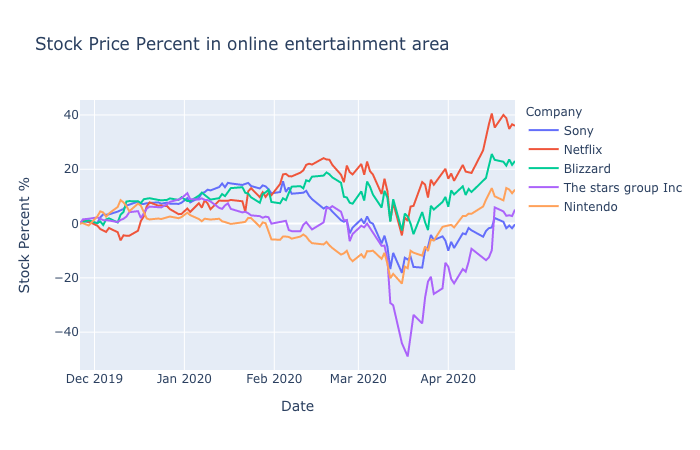 Stock Price Percent in online entertainment area
Company
Sony
Netflix
Blizzard
The stars group Inc
Nintendo
Stock Percent %
40
20
0
−20
−40
Dec 2019
Jan 2020
Feb 2020
Mar 2020
Apr 2020
Date